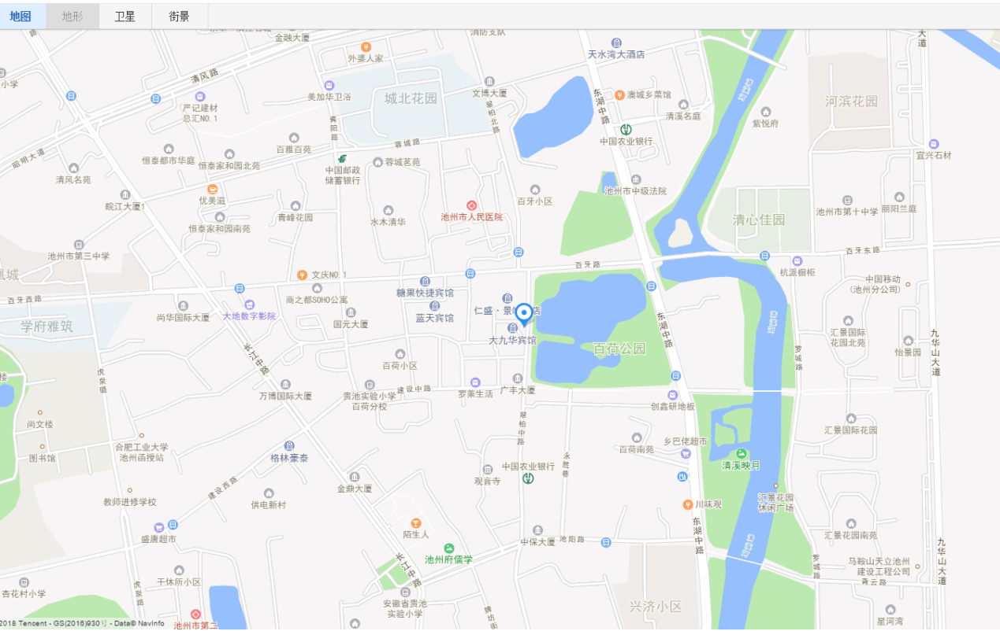 地图
地形
卫星
街景
金融大厦
消防支队
天水湾大酒店
大道
外婆人家
小学
清风路
美加华卫浴
城北花园
文博大厦
澳城乡菜馆
河滨花园
严记建材
总汇NO.1
翠柏北路
东湖中路
清溪名庭
紫悦府
青阳路
百雅百苑
蓉城路
中国农业银行
宜兴石材
昭明大道
恒泰都市华庭
恒泰家和园北苑
中国邮政
储蓄银行
蓉城茗苑
清风名苑
池州市中级法院
皖江大厦1
优美滋
百牙小区
青峰花园
水木清华
池州市人民医院
清心佳园
池州市第十中学
丽阳兰庭
恒泰家和园南苑
池州市第三中学
百牙路
百牙东路
杭派橱柜
文庆NO.1
中国移动
(池州分公司)
百牙西路
商之都SOHO公寓
糖果快捷宾馆
尚华国际大厦
大地数字影院
国元大厦
蓝天宾馆
仁盛·景
店
学府雅筑
大九华宾馆
百荷公园
东湖中路
汇景国际
花园北苑
九华山大道
怡景园
长江中路
百荷小区
罗城路
虎泉路
万博国际大厦
贵池实验小学
百荷分校
建设中路
罗莱生活
广丰大厦
创鑫研地板
尚文楼
翠柏中路
汇景国际花园
图书馆
合肥工业大学
池州函授站
格林豪泰
百荷南苑
乡巴佬超市
永胜巷
清溪映月
中国农业银行
观音寺
建设西路
金鼎大厦
教师进修学校
供电新村
川味观
汇景花园
休闲广场
盛唐超市
陌生人
中保大厦
池阳路
东湖中路
汇景花园南苑
池州府儒学
长江中路
罗城路
马鞍山天立池州
建设工程公司
九华山大道
青云路
杏花村小学
干休所小区
虎泉路
安徽省贵池
实验小学
牌坊街
兴济小区
星河湾
池州市第二
2018 Tencent - GS(2016)930号 - Data© NavInfo